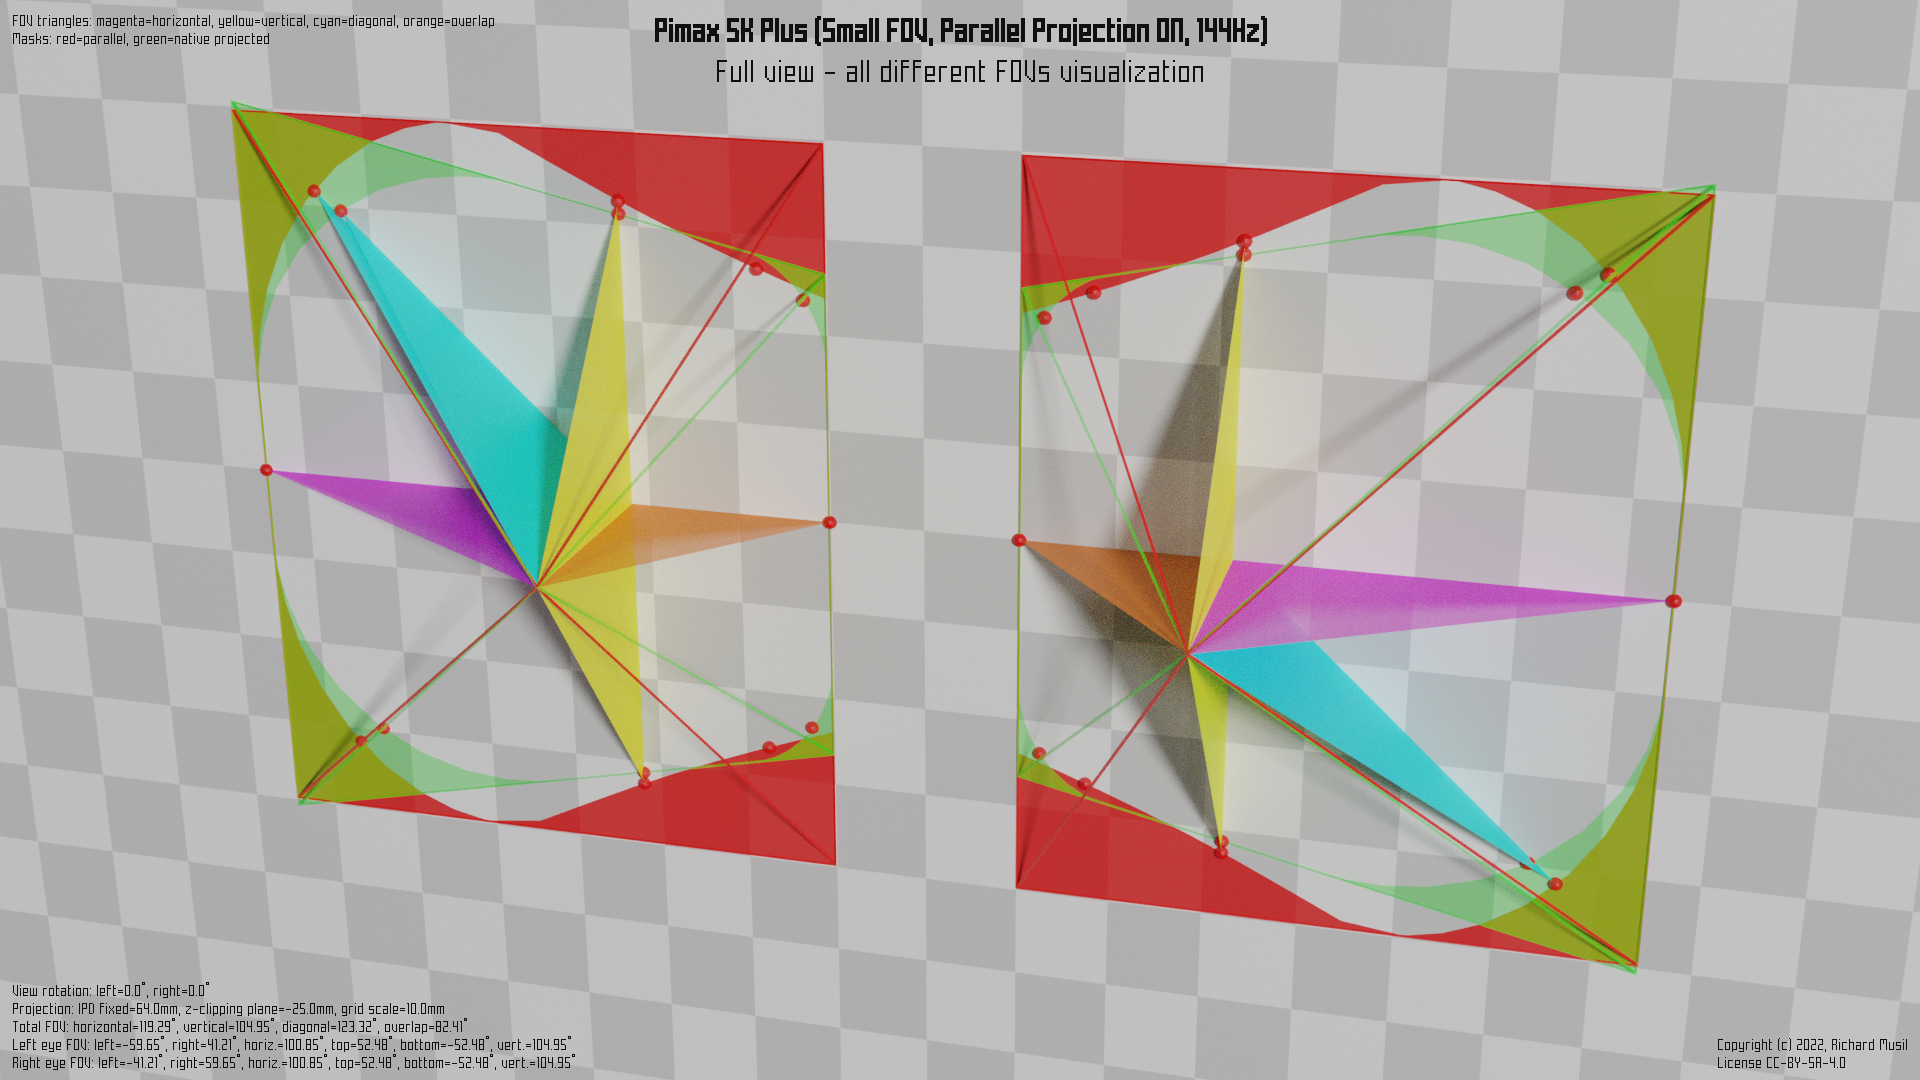 FOV triangles: magenta=horizontal, yellow=vertical, cyan=diagonal, orange=overlap
Masks: red=parallel, green=native projected
Pimax 5K Plus (Small FOV, Parallel Projection ON, 144Hz)
Full view - all different FOVs visualization
View rotation: left=0.0°, right=0.0°
Projection: IPD fixed=64.0mm, z-clipping plane=-25.0mm, grid scale=10.0mm
Total FOV: horizontal=119.29°, vertical=104.95°, diagonal=123.32°, overlap=82.41°
Left eye FOV: left=-59.65°, right=41.21°, horiz.=100.85°, top=52.48°, bottom=-52.48°, vert.=104.95°
Right eye FOV: left=-41.21°, right=59.65°, horiz.=100.85°, top=52.48°, bottom=-52.48°, vert.=104.95°
Copyright (c) 2022, Richard Musil
License CC-BY-SA-4.0